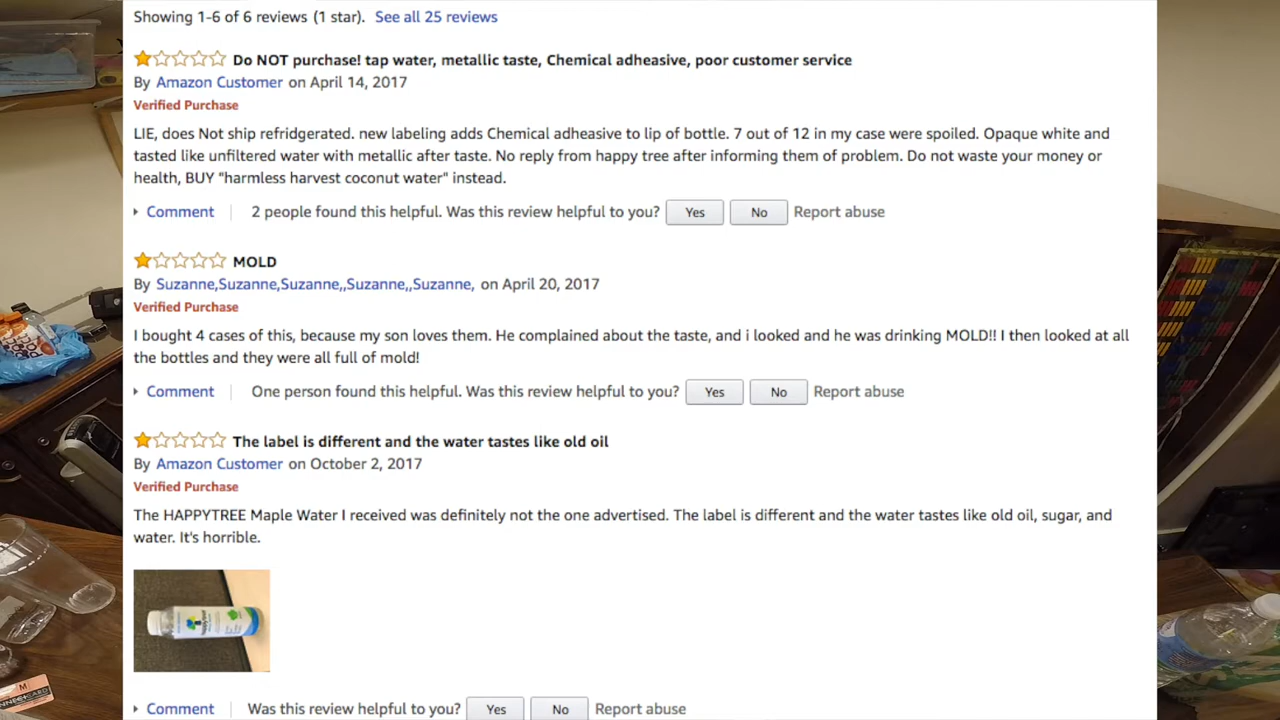 Showing 1-6 of 6 reviews (1 star). See all 25 reviews
Do NOT purchase! tap water, metallic taste, Chemical adheasive, poor customer service
By Amazon Customer on April 14, 2017
Verified Purchase
LIE, does Not ship refridgerated. new labeling adds Chemical adheasive to lip of bottle. 7 out of 12 in my case were spoiled. Opaque white and
tasted like unfiltered water with metallic after taste. No reply from happy tree after informing them of problem. Do not waste your money or
health, BUY "harmless harvest coconut water" instead.
Comment 2 people found this helpful. Was this review helpful to you? Yes No Report abuse
MOLD
By Suzanne,Suzanne,Suzanne,,Suzanne,,Suzanne, on April 20, 2017
Verified Purchase
I bought 4 cases of this, because my son loves them. He complained about the taste, and i looked and he was drinking MOLD!! I then looked at all
the bottles and they were all full of mold!
Comment One person found this helpful. Was this review helpful to you? Yes No Report abuse
The label is different and the water tastes like old oil
By Amazon Customer on October 2, 2017
Verified Purchase
The HAPPYTREE Maple Water I received was definitely not the one advertised. The label is different and the water tastes like old oil, sugar, and
water. It's horrible.
Comment Was this review helpful to you? Yes No Report abuse